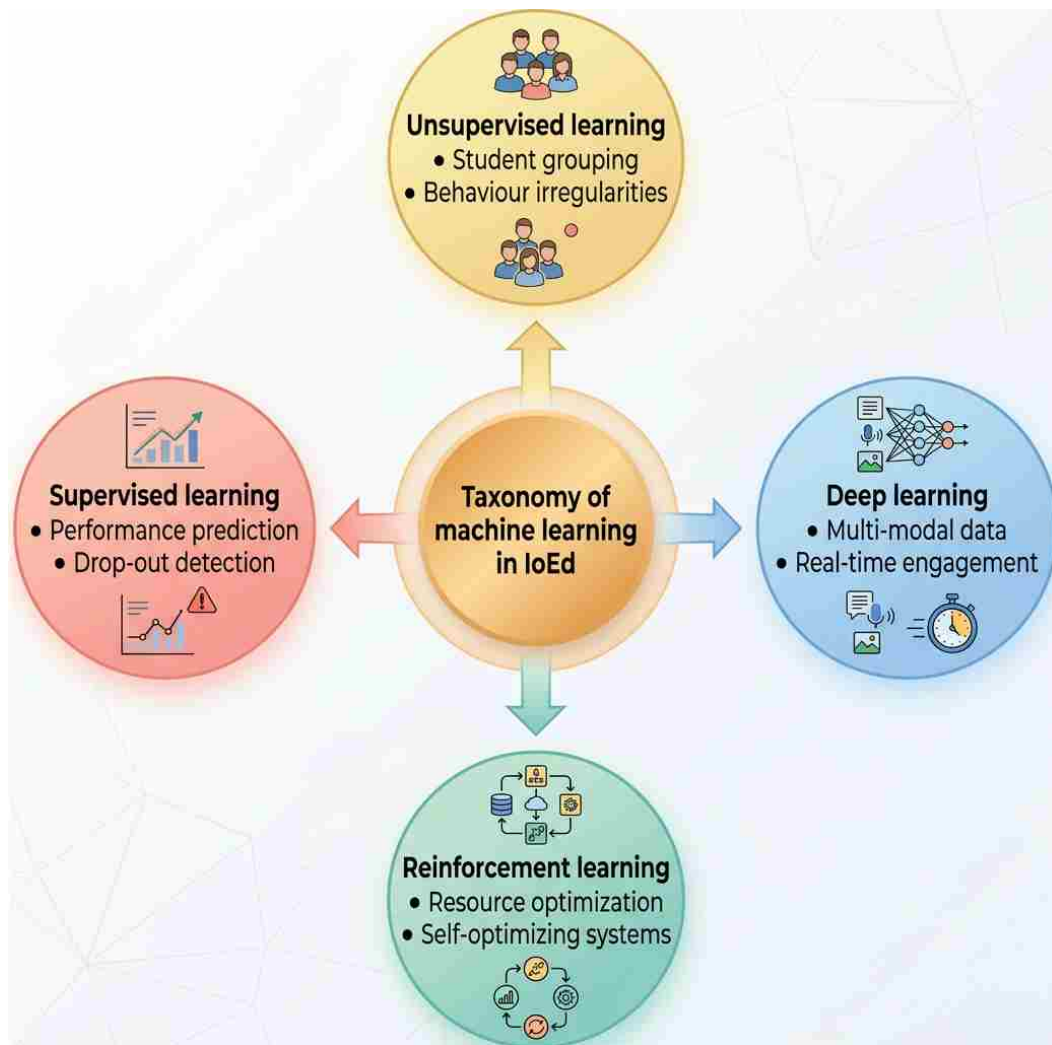 Unsupervised learning
• Student grouping
• Behaviour irregularities
Supervised learning
• Performance prediction
• Drop-out detection
Taxonomy of
machine learning
in IoEd
Deep learning
• Multi-modal data
• Real-time engagement
Reinforcement learning
• Resource optimization
• Self-optimizing systems